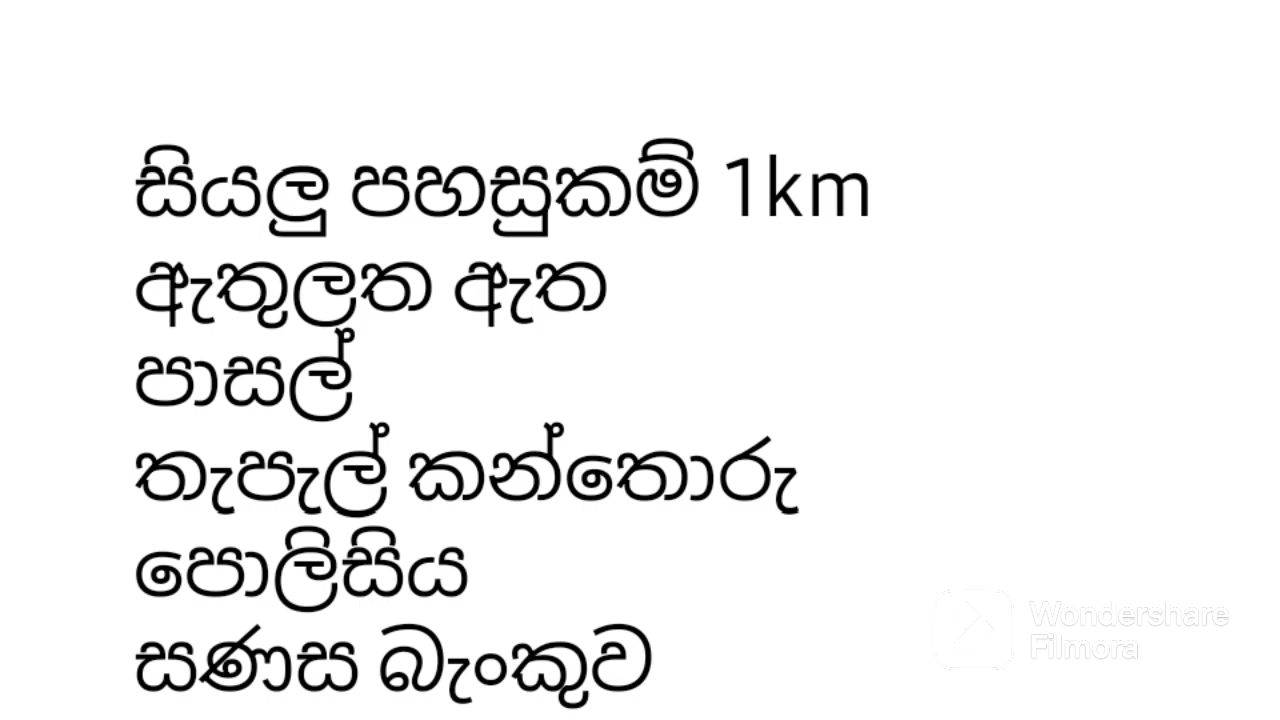 සියලු පහසුකම් 1km
ඇතුලත ඇත
පාසල්
තැපැල් කන්තොරු
පොලිසිය
සණස බැංකුව
Wondershare
Filmora